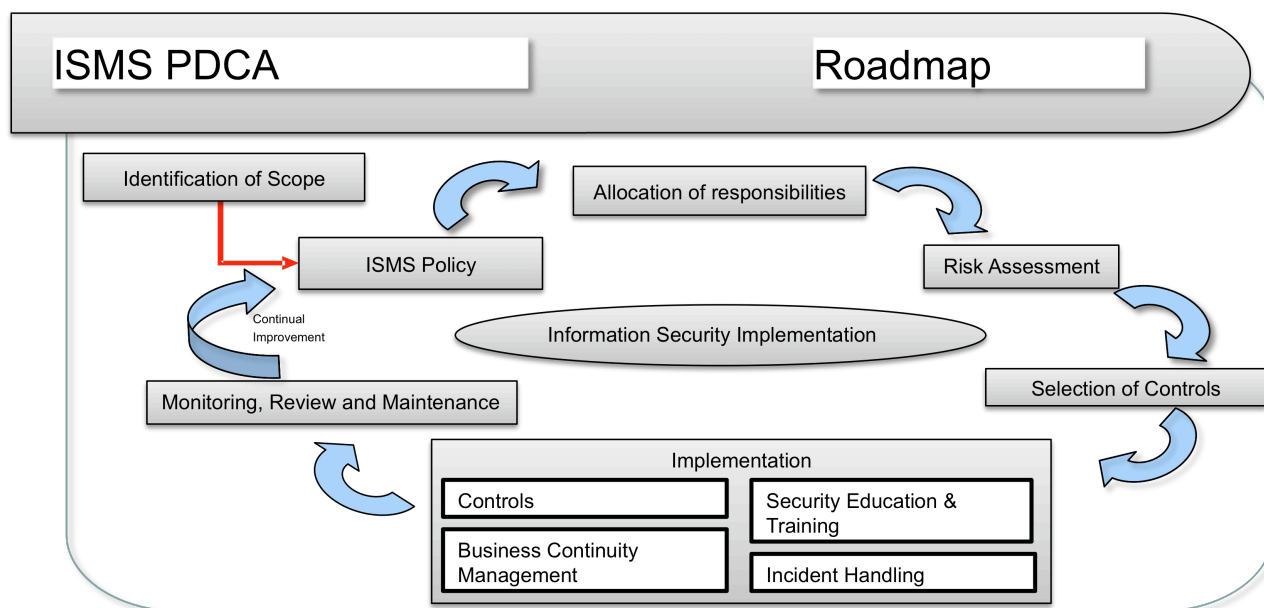 ISMS PDCA
Roadmap
Identification of Scope
Allocation of responsibilities
ISMS Policy
Risk Assessment
Continual
Improvement
Information Security Implementation
Monitoring, Review and Maintenance
Selection of Controls
Implementation
Controls
Security Education &
Training
Business Continuity
Management
Incident Handling